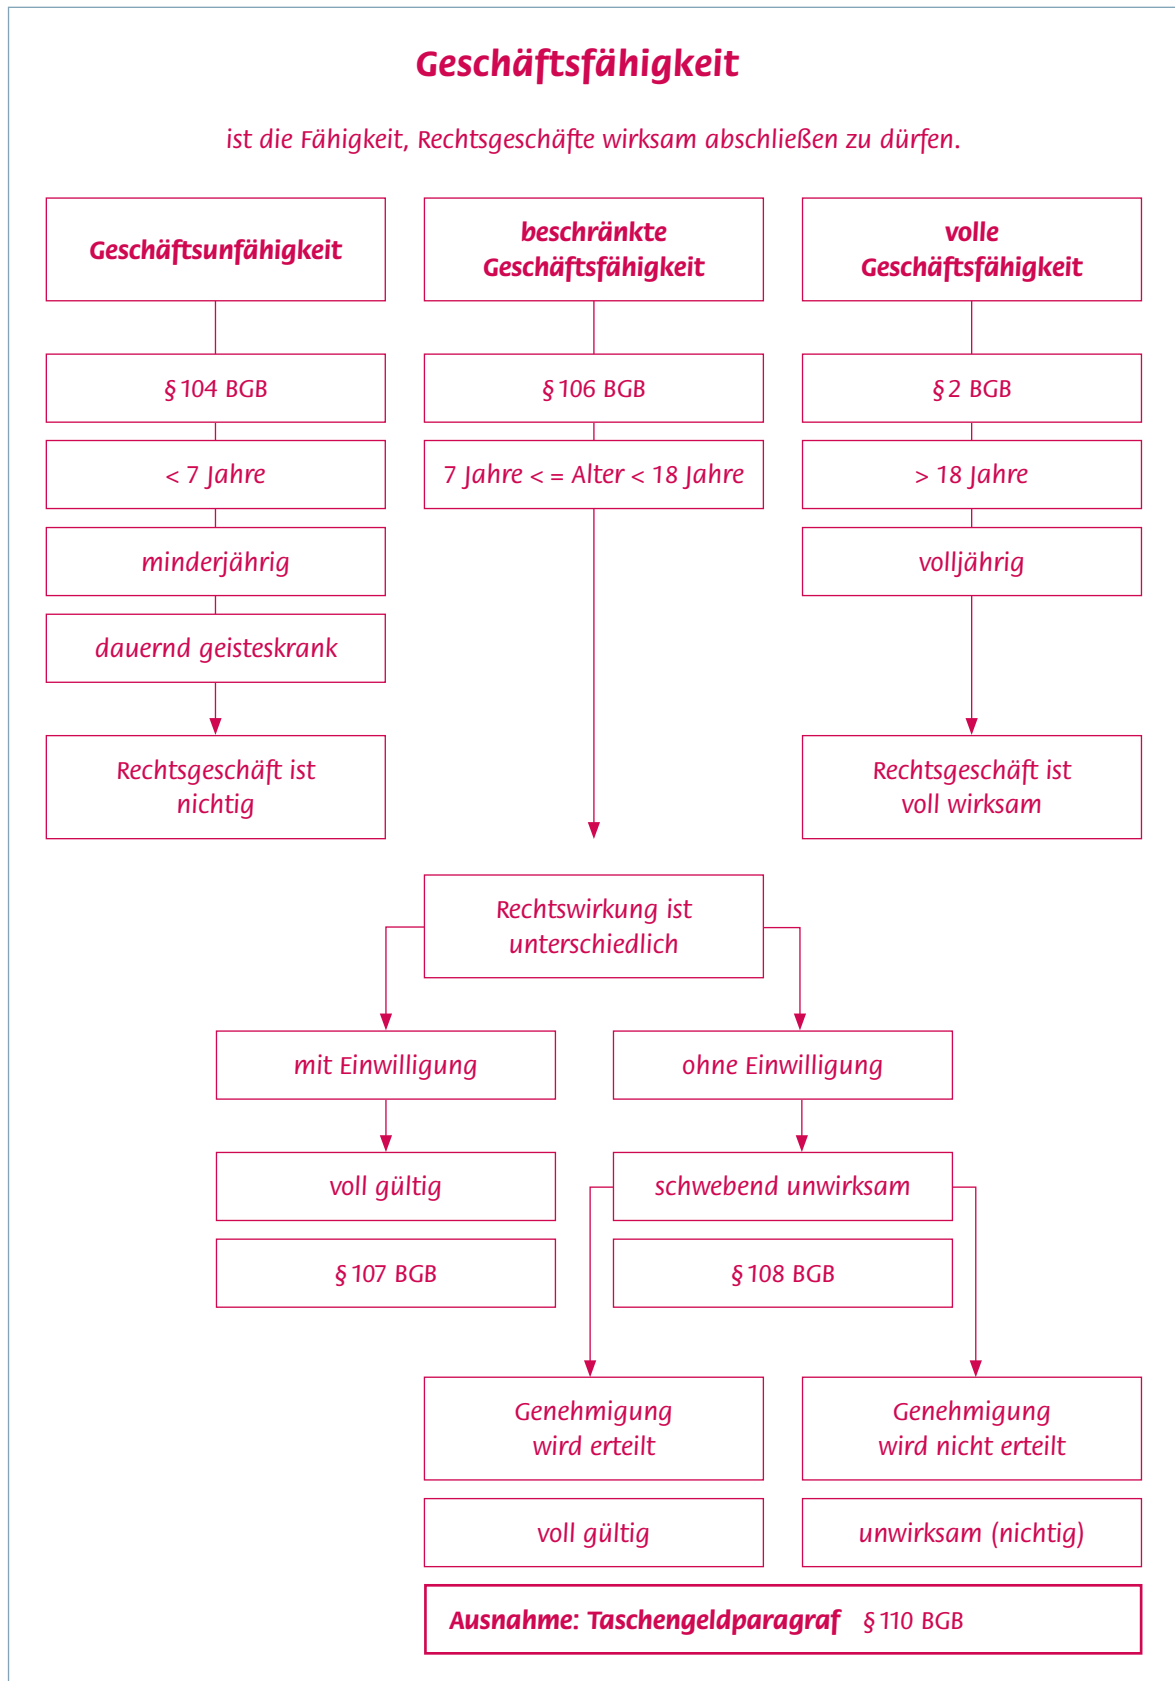 Geschäftsfähigkeit
ist die Fähigkeit, Rechtsgeschäfte wirksam abschließen zu dürfen.
Geschäftsunfähigkeit
beschränkte
Geschäftsfähigkeit
volle
Geschäftsfähigkeit
§ 104 BGB
§ 106 BGB
§ 2 BGB
< 7 Jahre
7 Jahre < = Alter < 18 Jahre
> 18 Jahre
minderjährig
volljährig
dauernd geisteskrank
Rechtsgeschäft ist
nichtig
Rechtsgeschäft ist
voll wirksam
Rechtswirkung ist
unterschiedlich
mit Einwilligung
ohne Einwilligung
voll gültig
schwebend unwirksam
§ 107 BGB
§ 108 BGB
Genehmigung
wird erteilt
Genehmigung
wird nicht erteilt
voll gültig
unwirksam (nichtig)
Ausnahme: Taschengeldparagraf § 110 BGB